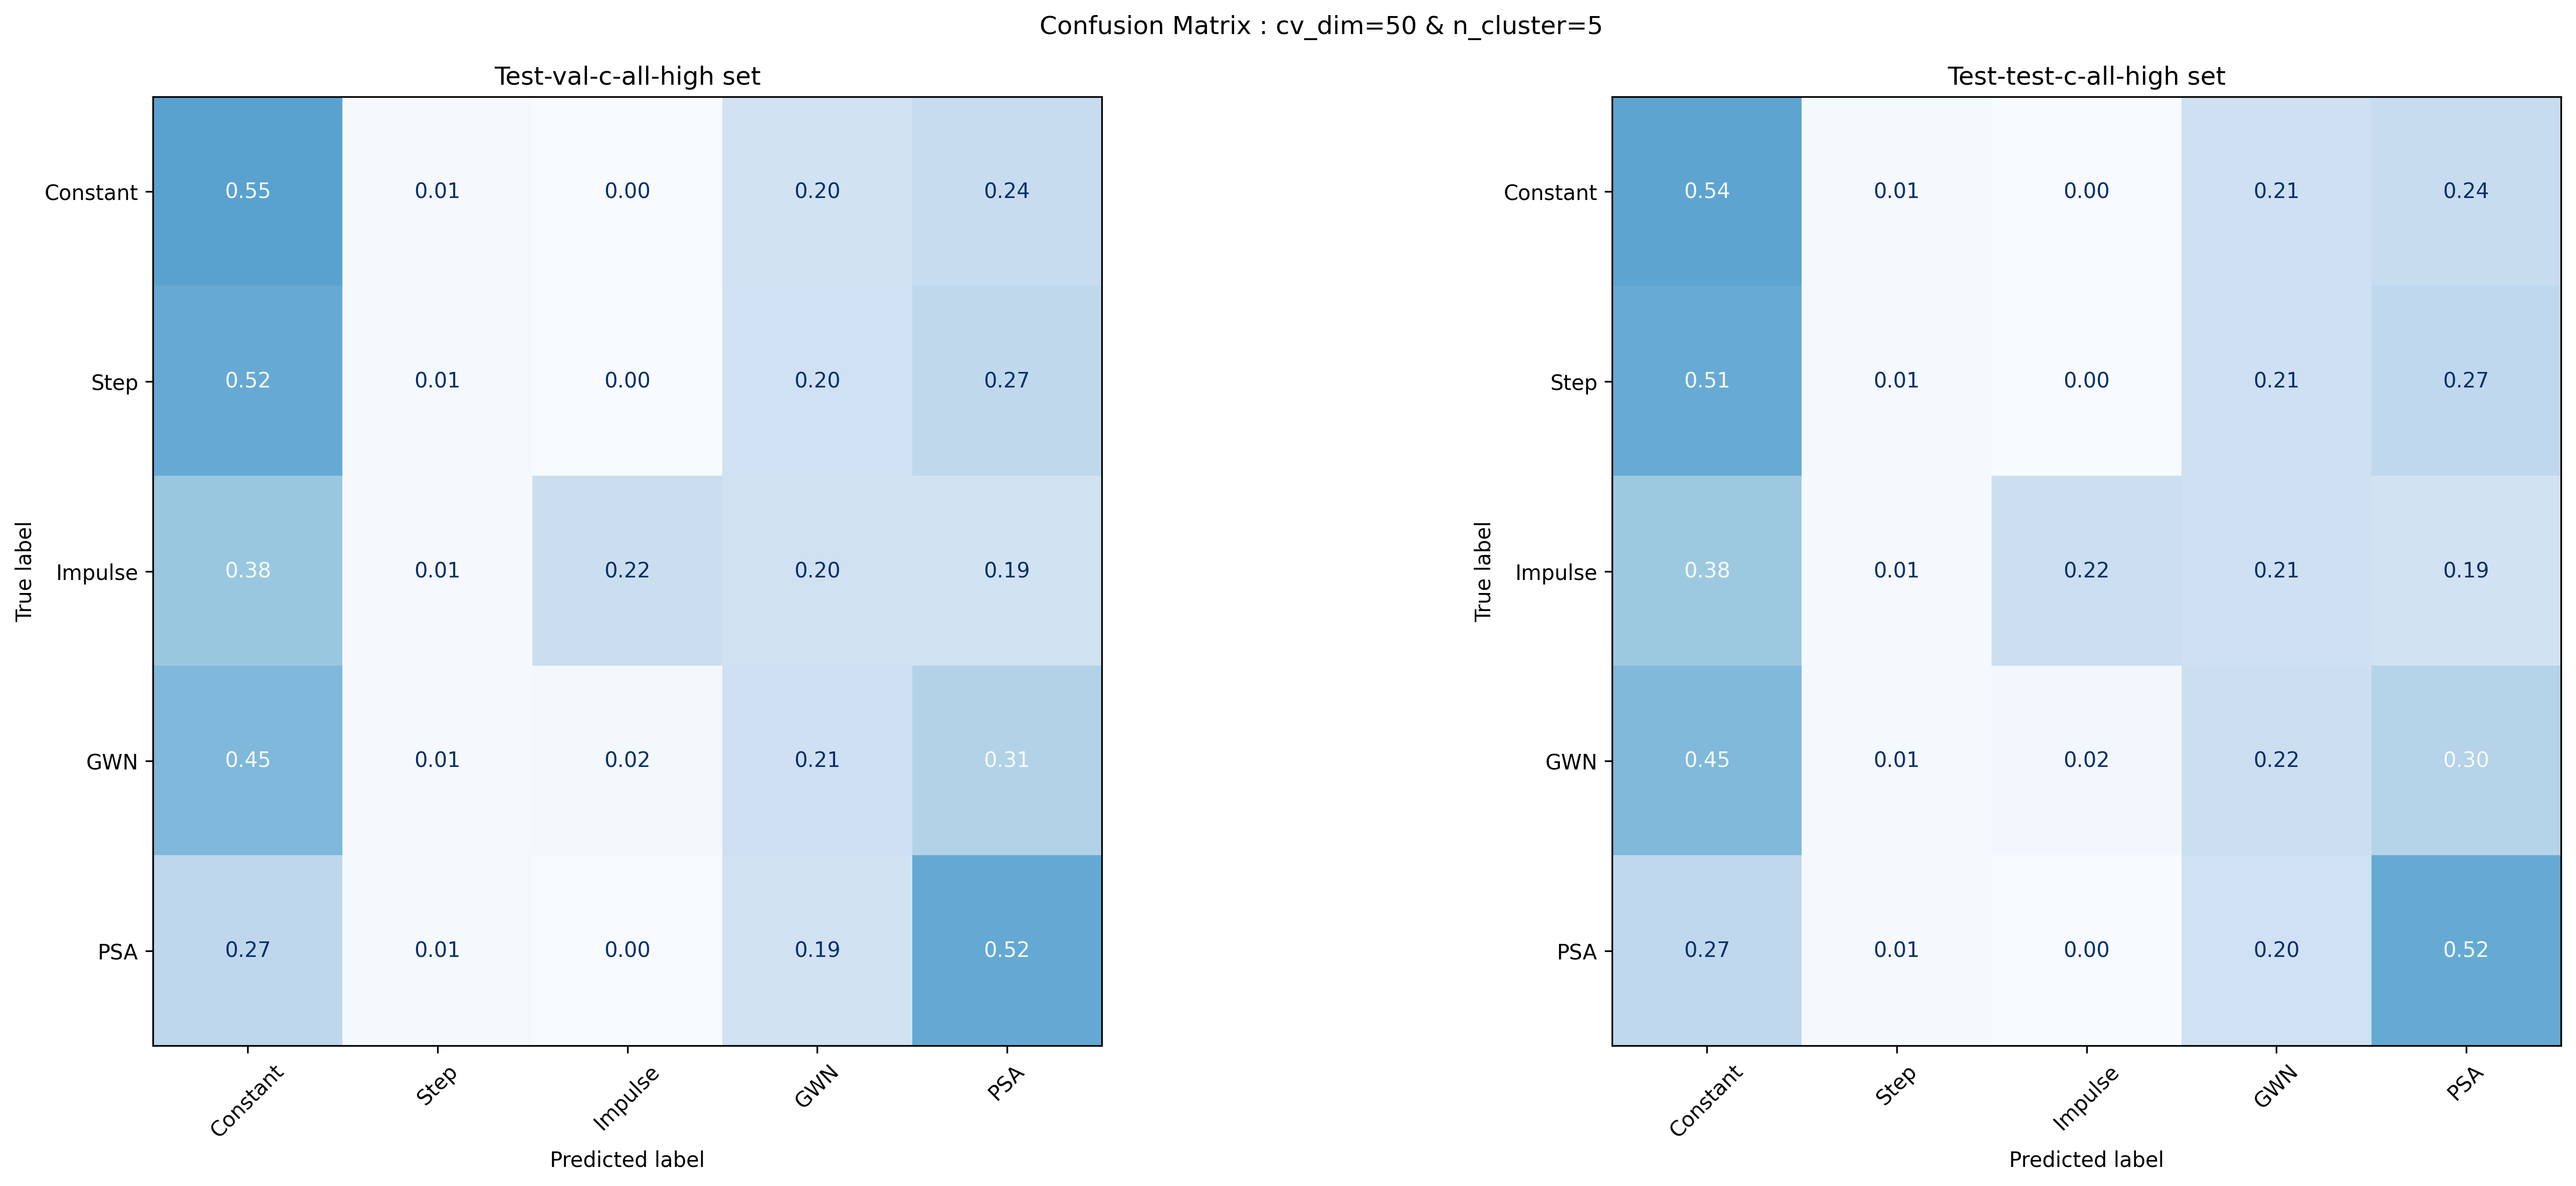 Confusion Matrix : cv_dim=50 & n_cluster=5
Test-val-c-all-high set
True label
Constant 0.55 0.01 0.00 0.20 0.24
Step 0.52 0.01 0.00 0.20 0.27
Impulse 0.38 0.01 0.22 0.20 0.19
GWN 0.45 0.01 0.02 0.21 0.31
PSA 0.27 0.01 0.00 0.19 0.52
Constant Step Impulse GWN PSA
Predicted label
Test-test-c-all-high set
True label
Constant 0.54 0.01 0.00 0.21 0.24
Step 0.51 0.01 0.00 0.21 0.27
Impulse 0.38 0.01 0.22 0.21 0.19
GWN 0.45 0.01 0.02 0.22 0.30
PSA 0.27 0.01 0.00 0.20 0.52
Constant Step Impulse GWN PSA
Predicted label